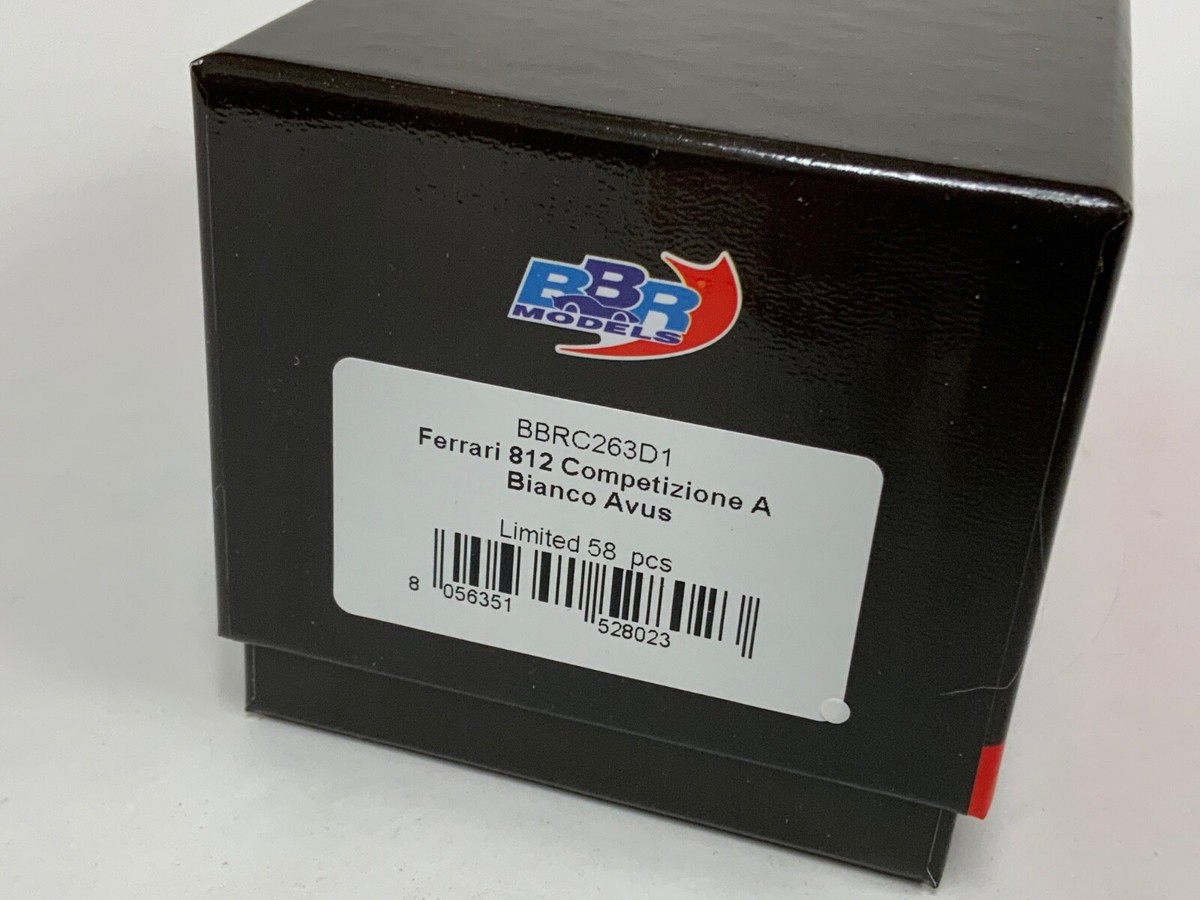 BBR
MODELS
BBRC263D1
Ferrari 812 Competizione A
Bianco Avus
Limited 58 pcs
8 056351 528023